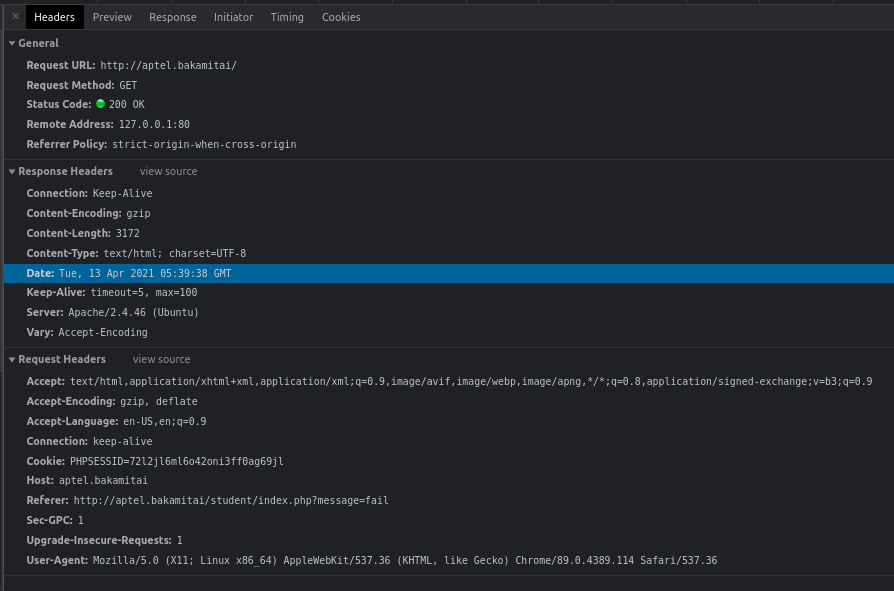 × Headers Preview Response Initiator Timing Cookies
▼ General
Request URL: http://aptel.bakamitai/
Request Method: GET
Status Code: 200 OK
Remote Address: 127.0.0.1:80
Referrer Policy: strict-origin-when-cross-origin
▼ Response Headers view source
Connection: Keep-Alive
Content-Encoding: gzip
Content-Length: 3172
Content-Type: text/html; charset=UTF-8
Date: Tue, 13 Apr 2021 05:39:38 GMT
Keep-Alive: timeout=5, max=100
Server: Apache/2.4.46 (Ubuntu)
Vary: Accept-Encoding
▼ Request Headers view source
Accept: text/html,application/xhtml+xml,application/xml;q=0.9,image/avif,image/webp,image/apng,*/*;q=0.8,application/signed-exchange;v=b3;q=0.9
Accept-Encoding: gzip, deflate
Accept-Language: en-US,en;q=0.9
Connection: keep-alive
Cookie: PHPSESSID=72l2jl6ml6o42oni3ff0ag69jl
Host: aptel.bakamitai
Referer: http://aptel.bakamitai/student/index.php?message=fail
Sec-GPC: 1
Upgrade-Insecure-Requests: 1
User-Agent: Mozilla/5.0 (X11; Linux x86_64) AppleWebKit/537.36 (KHTML, like Gecko) Chrome/89.0.4389.114 Safari/537.36